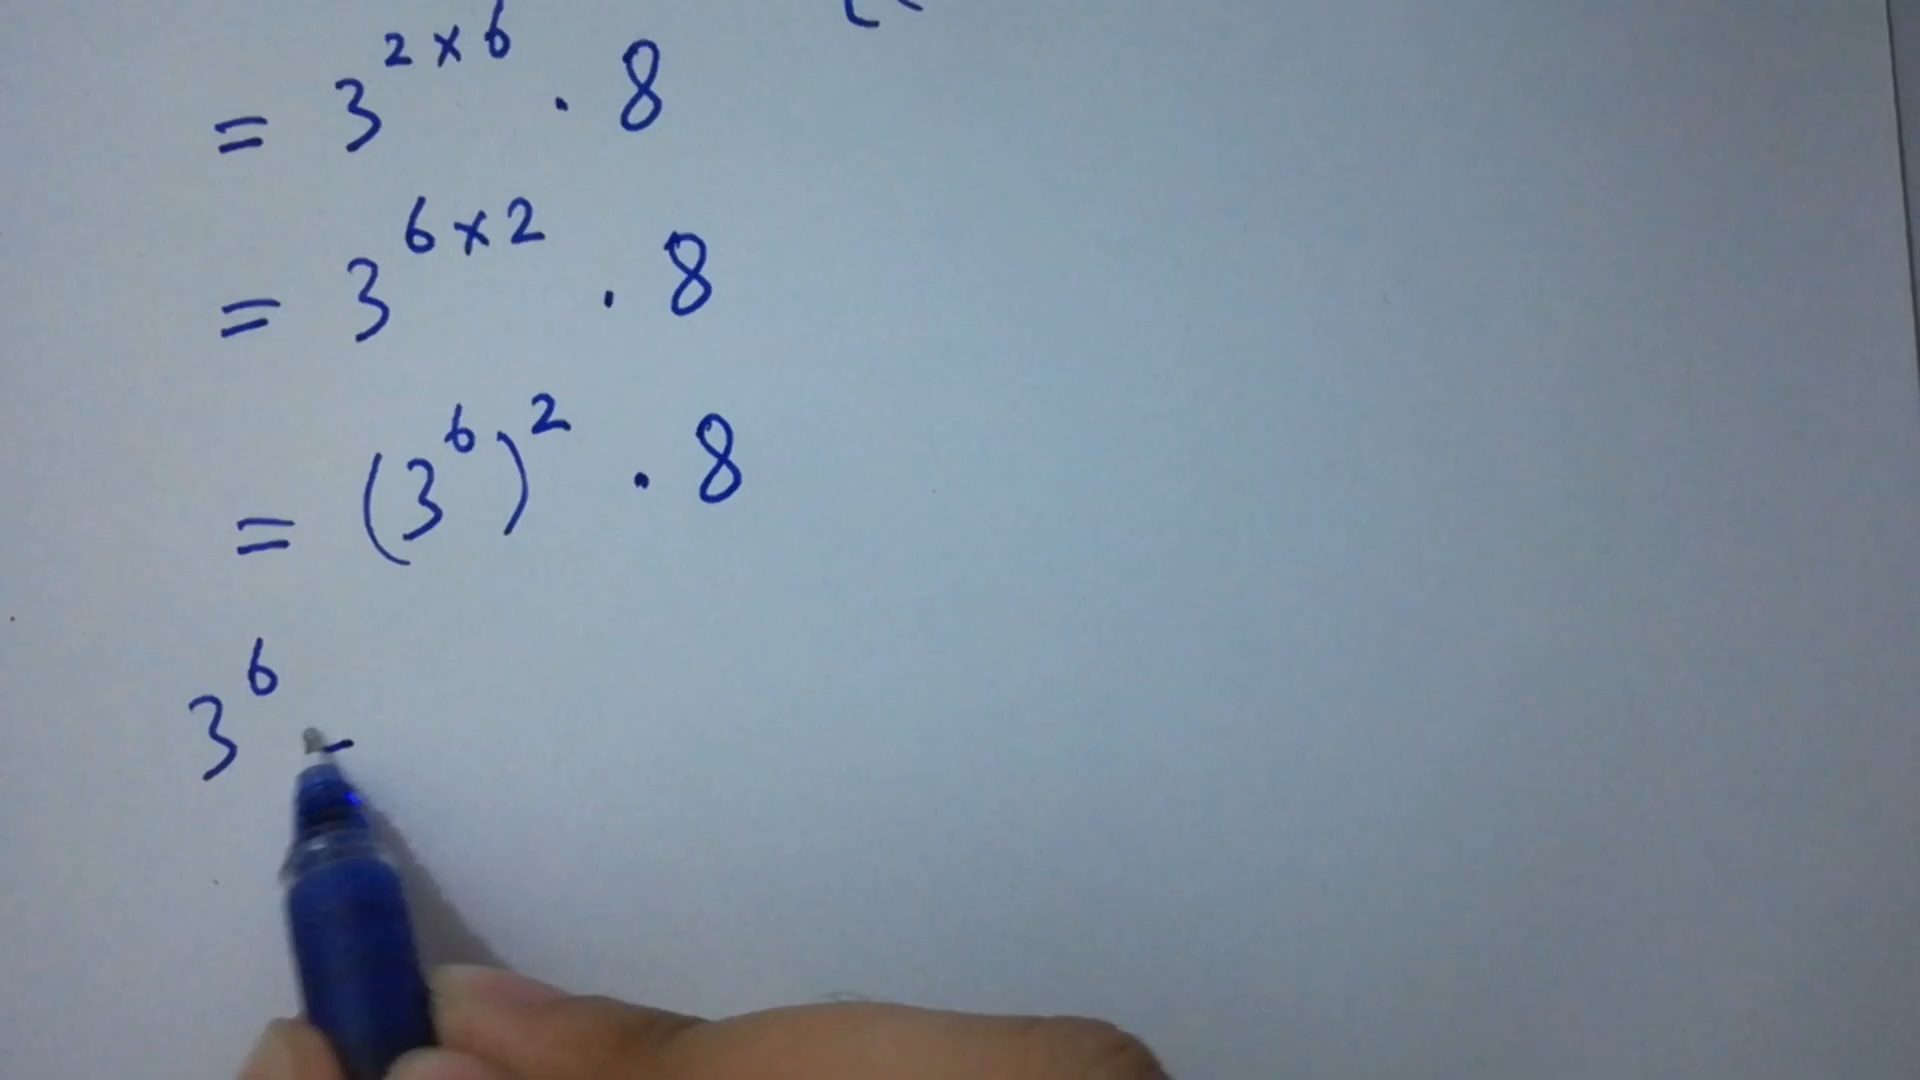 = 3^{2×6} · 8
= 3^{6×2} · 8
= (3^6)^2 · 8
3^6 -